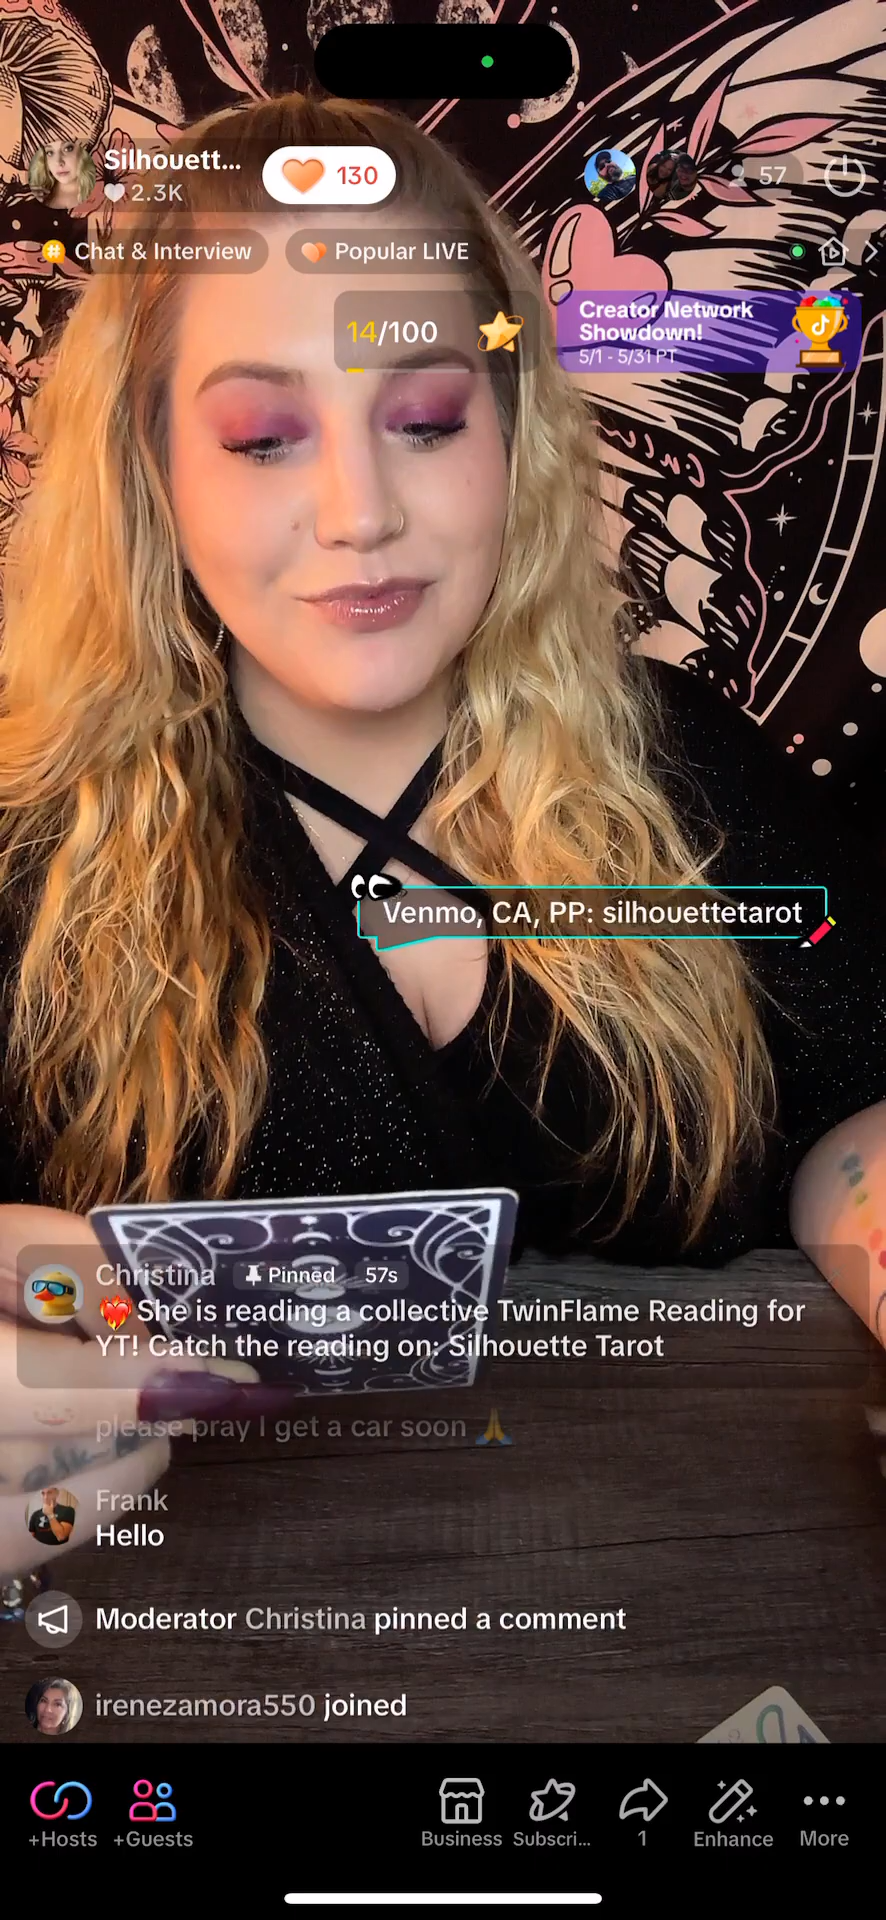 Silhouett...
2.3K
130
57
Chat & Interview
Popular LIVE
14/100
Creator Network
Showdown!
5/1 - 5/31 PT
Venmo, CA, PP: silhouettetarot
Christina
Pinned
57s
❤️‍🔥She is reading a collective TwinFlame Reading for
YT! Catch the reading on: Silhouette Tarot
please pray I get a car soon 🙏
Frank
Hello
Moderator Christina pinned a comment
irenezamora550 joined
+Hosts
+Guests
Business
Subscri...
1
Enhance
More